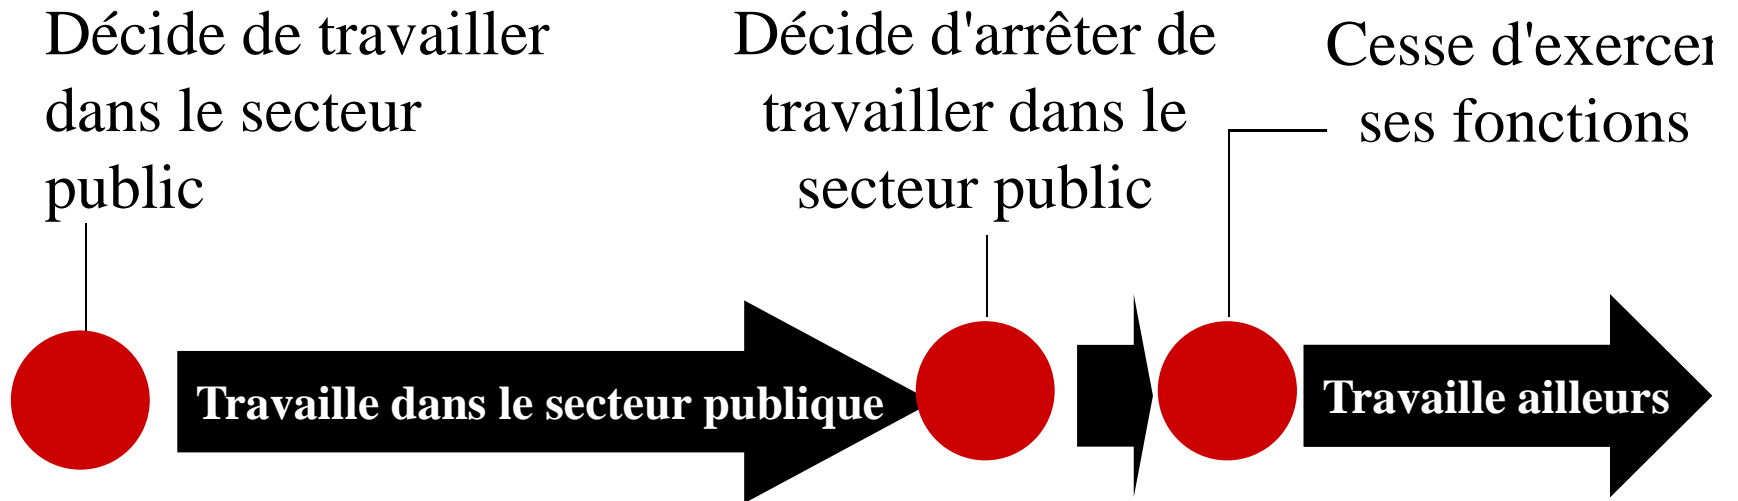 Décide de travailler
dans le secteur
public
Décide d'arrêter de
travailler dans le
secteur public
Cesse d'exercer
ses fonctions
Travaille dans le secteur publique
Travaille ailleurs